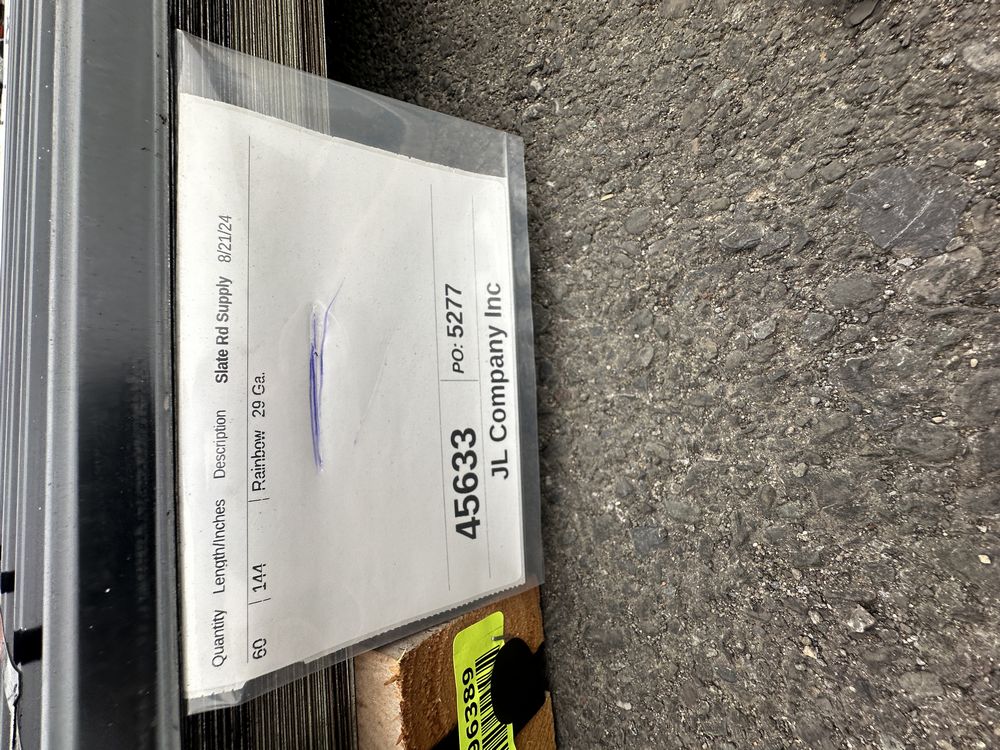 Quantity Length/Inches Description Slate Rd Supply 8/21/24
60 144 Rainbow 29 Ga.
45633 PO: 5277
JL Company Inc
96389